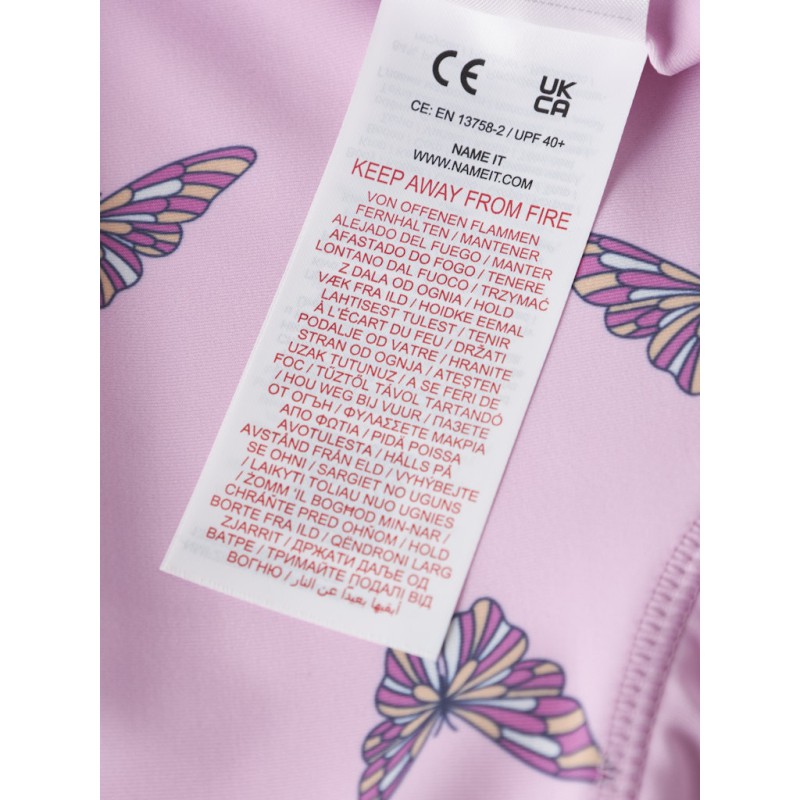 CE
UK
CA
CE: EN 13758-2 / UPF 40+
NAME IT
WWW.NAMEIT.COM
KEEP AWAY FROM FIRE
VON OFFENEN FLAMMEN
FERNHALTEN / MANTENER
ALEJADO DEL FUEGO / MANTER
AFASTADO DO FOGO / TENERE
LONTANO DAL FUOCO / TRZYMAĆ
Z DALA OD OGNIA / HOLD
VÆK FRA ILD / HOIDKE EEMAL
LAHTISEST TULEST / TENIR
À L'ÉCART DU FEU / DRŽATI
PODALJE OD VATRE / HRANITE
STRAN OD OGNJA / ATEŞTEN
UZAK TUTUNUZ / A SE FERI DE
FOC / TŰZTŐL TÁVOL TARTANDÓ
/ HOU WEG BIJ VUUR / ПАЗЕТЕ
ОТ ОГЪН / ΦΥΛΑΣΣΕΤΕ ΜΑΚΡΙΑ
ΑΠΟ ΦΩΤΙΑ / PIDÄ POISSA
AVOTULESTA / HÅLLS PÅ
AVSTÅND FRÅN ELD / VYHÝBEJTE
SE OHNI / SARGIET NO UGUNS
/ LAIKYTI TOLIAU NUO UGNIES
/ ŻOMM 'IL BOGĦOD MIN-NAR /
CHRÁŇTE PRED OHŇOM / HOLD
BORTE FRA ILD / QËNDRONI LARG
ZJARRIT / ДРЖАТИ ДАЉЕ ОД
ВАТРЕ / ТРИМАЙТЕ ПОДАЛІ ВІД
ВОГНЮ / أبقيها بعيدًا عن النار